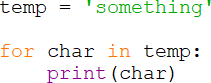 temp = 'something'
for char in temp:
    print(char)